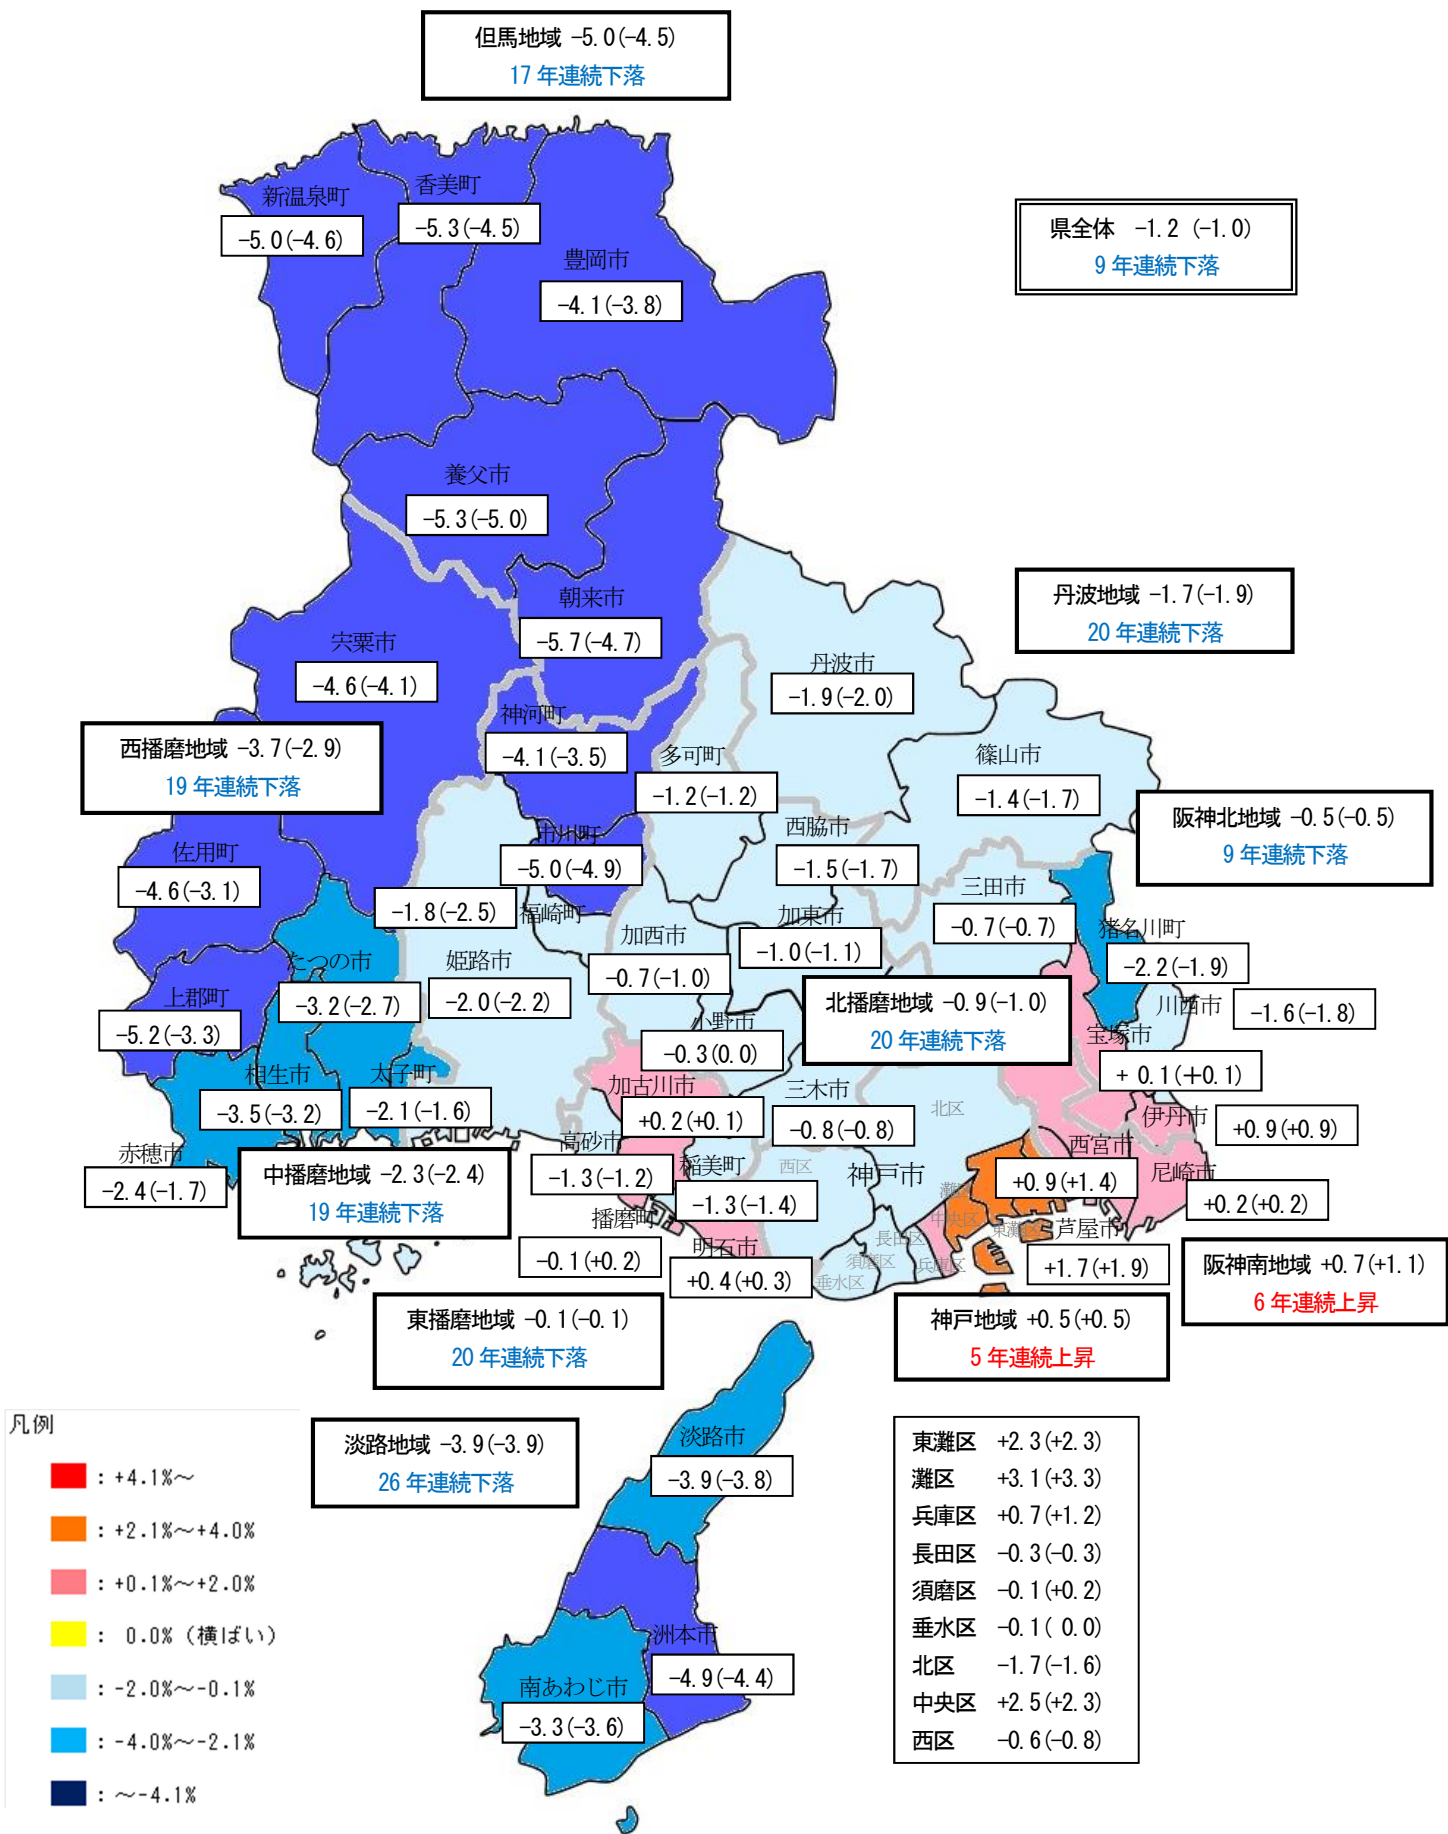 但馬地域 -5.0(-4.5)
17 年連続下落
新温泉町
-5.0(-4.6)
香美町
-5.3(-4.5)
豊岡市
-4.1(-3.8)
県全体 -1.2 (-1.0)
9 年連続下落
養父市
-5.3(-5.0)
朝来市
-5.7(-4.7)
宍粟市
-4.6(-4.1)
丹波地域 -1.7(-1.9)
20 年連続下落
丹波市
-1.9(-2.0)
神河町
-4.1(-3.5)
西播磨地域 -3.7(-2.9)
19 年連続下落
多可町
-1.2(-1.2)
篠山市
-1.4(-1.7)
阪神北地域 -0.5(-0.5)
9 年連続下落
市川町
-5.0(-4.9)
西脇市
-1.5(-1.7)
佐用町
-4.6(-3.1)
三田市
-0.7(-0.7)
-1.8(-2.5)
福崎町
加東市
-1.0(-1.1)
猪名川町
-2.2(-1.9)
加西市
-0.7(-1.0)
たつの市
-3.2(-2.7)
姫路市
-2.0(-2.2)
上郡町
-5.2(-3.3)
北播磨地域 -0.9(-1.0)
20 年連続下落
川西市
-1.6(-1.8)
小野市
-0.3(0.0)
宝塚市
+ 0.1(+0.1)
相生市
-3.5(-3.2)
太子町
-2.1(-1.6)
加古川市
+0.2(+0.1)
三木市
-0.8(-0.8)
北区
伊丹市
+0.9(+0.9)
赤穂市
-2.4(-1.7)
中播磨地域 -2.3(-2.4)
19 年連続下落
高砂市
-1.3(-1.2)
稲美町
-1.3(-1.4)
西区
神戸市
西宮市
+0.9(+1.4)
尼崎市
+0.2(+0.2)
灘区
中央区
東灘区
芦屋市
+1.7(+1.9)
播磨町
-0.1(+0.2)
明石市
+0.4(+0.3)
長田区
須磨区
兵庫区
垂水区
阪神南地域 +0.7(+1.1)
6 年連続上昇
東播磨地域 -0.1(-0.1)
20 年連続下落
神戸地域 +0.5(+0.5)
5 年連続上昇
淡路地域 -3.9(-3.9)
26 年連続下落
淡路市
-3.9(-3.8)
洲本市
-4.9(-4.4)
南あわじ市
-3.3(-3.6)
凡例
: +4.1%～
: +2.1%～+4.0%
: +0.1%～+2.0%
: 0.0% (横ばい)
: -2.0%～-0.1%
: -4.0%～-2.1%
: ～-4.1%
東灘区 +2.3(+2.3)
灘区 +3.1(+3.3)
兵庫区 +0.7(+1.2)
長田区 -0.3(-0.3)
須磨区 -0.1(+0.2)
垂水区 -0.1( 0.0)
北区 -1.7(-1.6)
中央区 +2.5(+2.3)
西区 -0.6(-0.8)